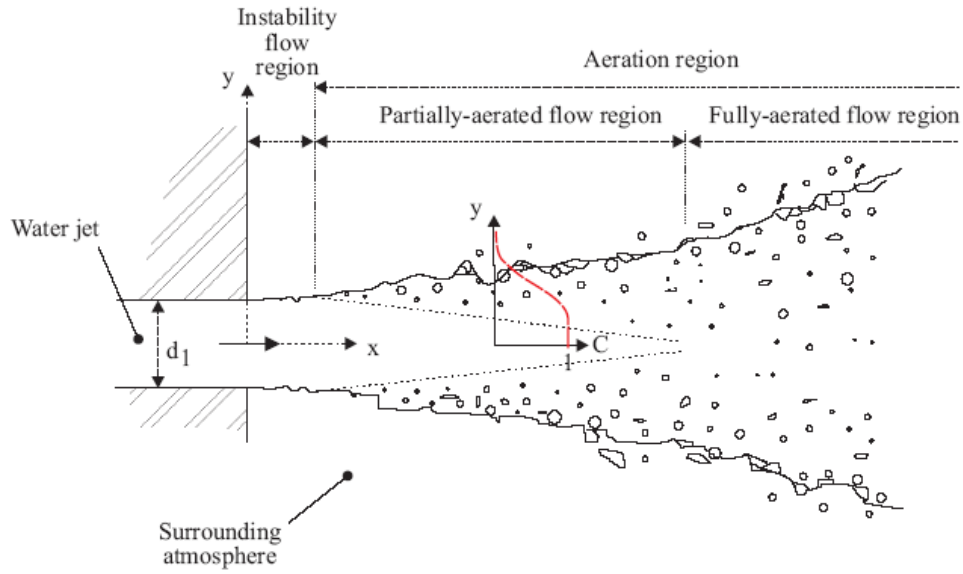 Instability
flow
region
Aeration region
y
Partially-aerated flow region
Fully-aerated flow region
y
Water jet
d1
x
C
1
Surrounding
atmosphere